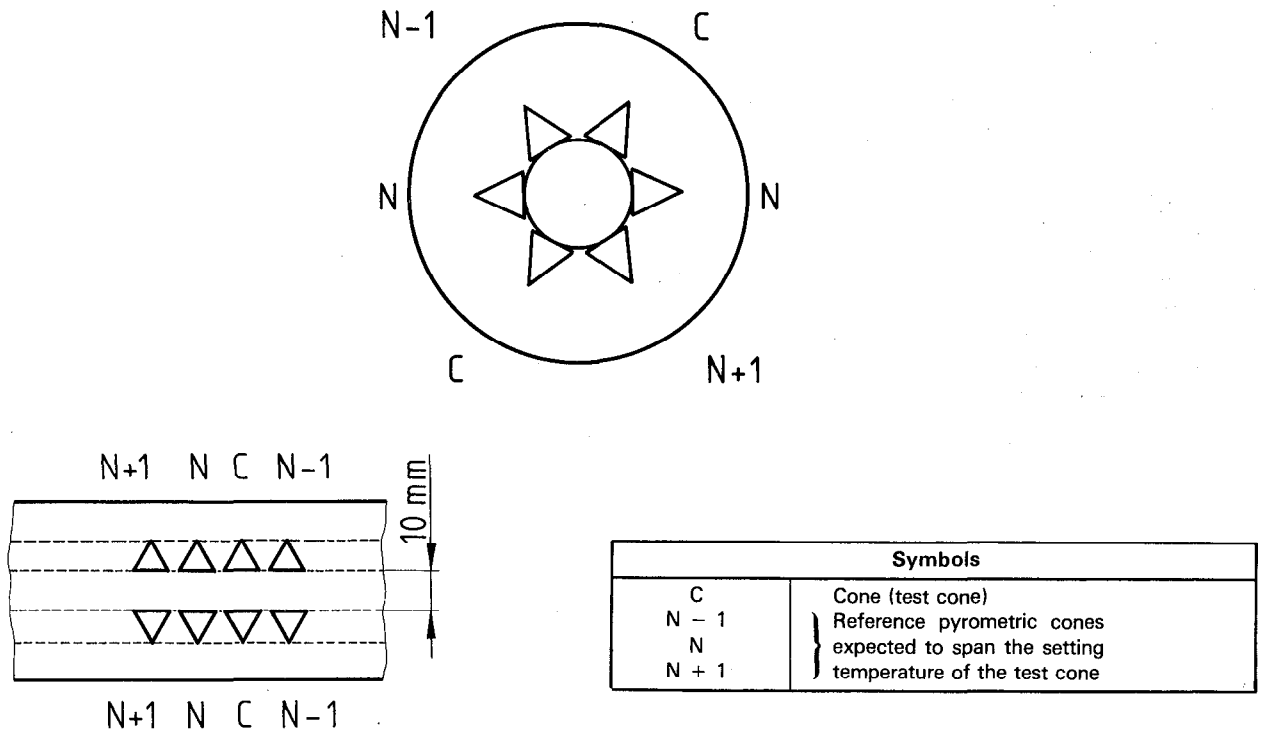 N-1 C
N N
C N+1
N+1 N C N-1
10 mm
N+1 N C N-1
Symbols
C Cone (test cone)
N - 1 Reference pyrometric cones
N expected to span the setting
N + 1 temperature of the test cone